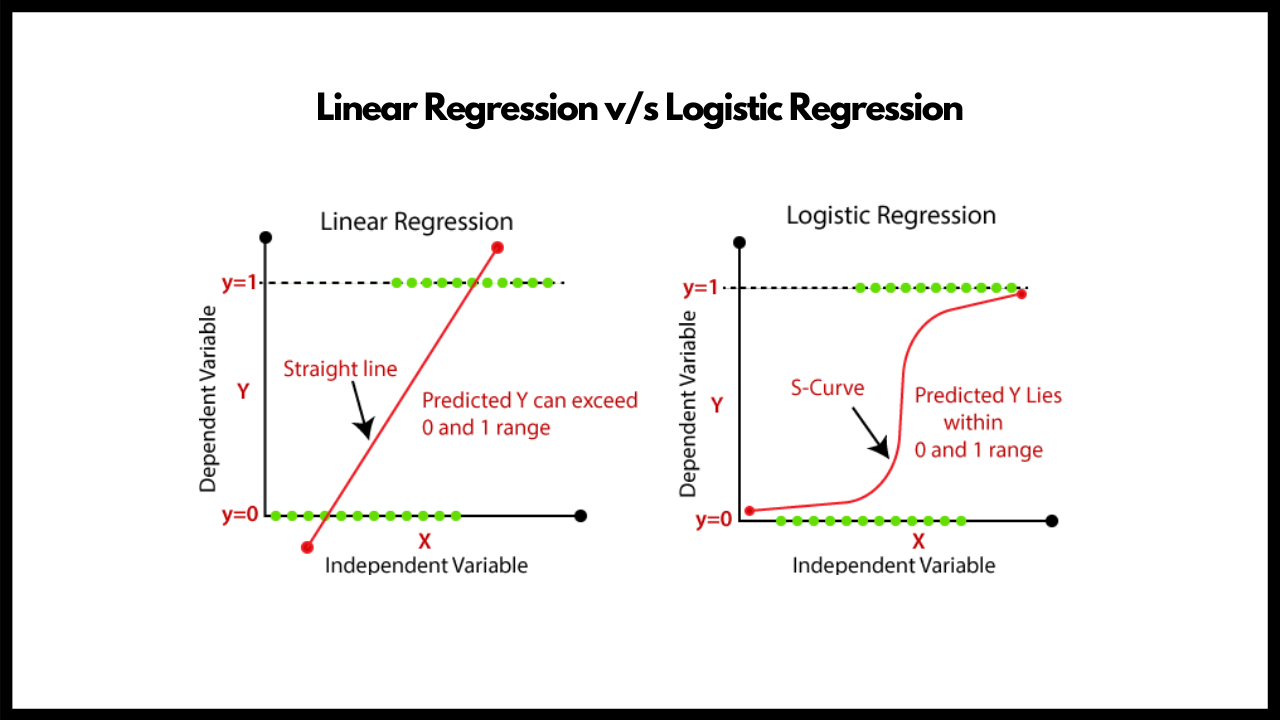 Linear Regression v/s Logistic Regression
Linear Regression
y=1
Dependent Variable
Y
Straight line
Predicted Y can exceed
0 and 1 range
y=0
X
Independent Variable
Logistic Regression
y=1
Dependent Variable
Y
S-Curve
Predicted Y Lies
within
0 and 1 range
y=0
X
Independent Variable